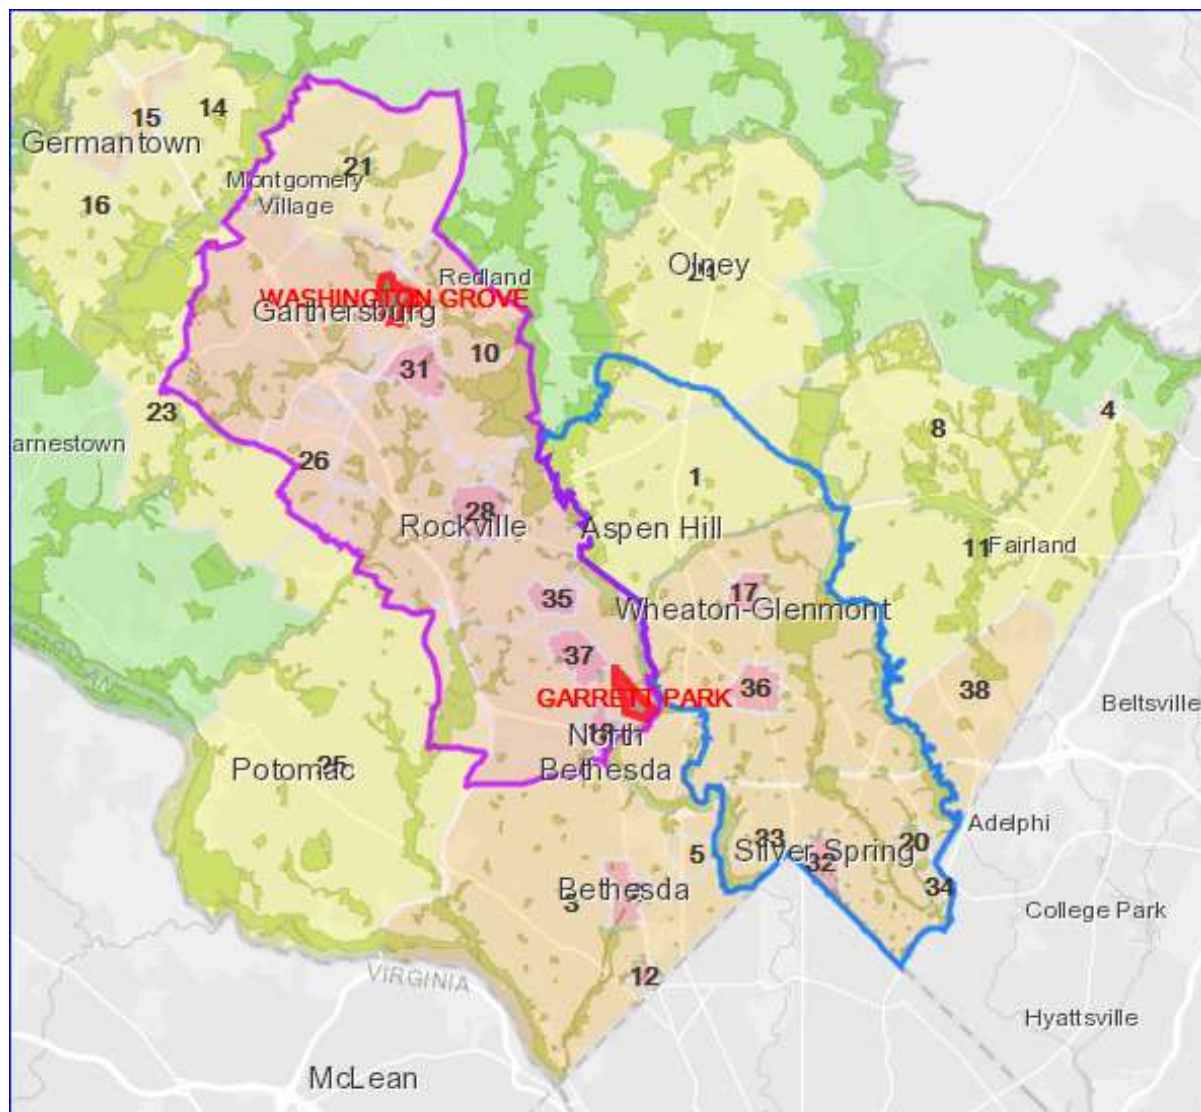 15
14
Germantown
21
Montgomery
Village
16
Redland
Olney
WASHINGTON GROVE
Gaithersburg
10
31
23
4
8
arnestown
26
1
28
Rockville
Aspen Hill
11
Fairland
35
17
Wheaton-Glenmont
37
36
38
GARRETT PARK
Beltsville
North
Bethesda
25
Potomac
33
20
Adelphi
5
Silver Spring
32
Bethesda
34
3
College Park
12
VIRGINIA
Hyattsville
McLean